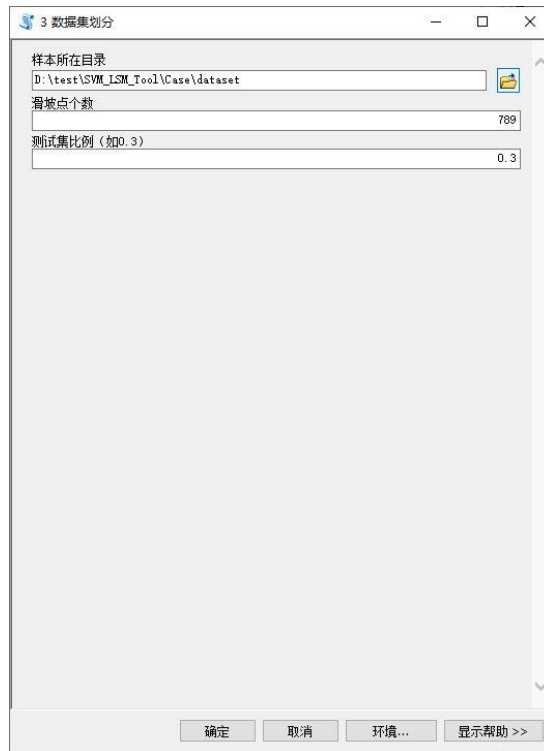 3 数据集划分
样本所在目录
D:\test\SVM_LSM_Tool\Case\dataset
滑坡点个数
789
测试集比例（如0.3）
0.3
确定 取消 环境... 显示帮助 >>